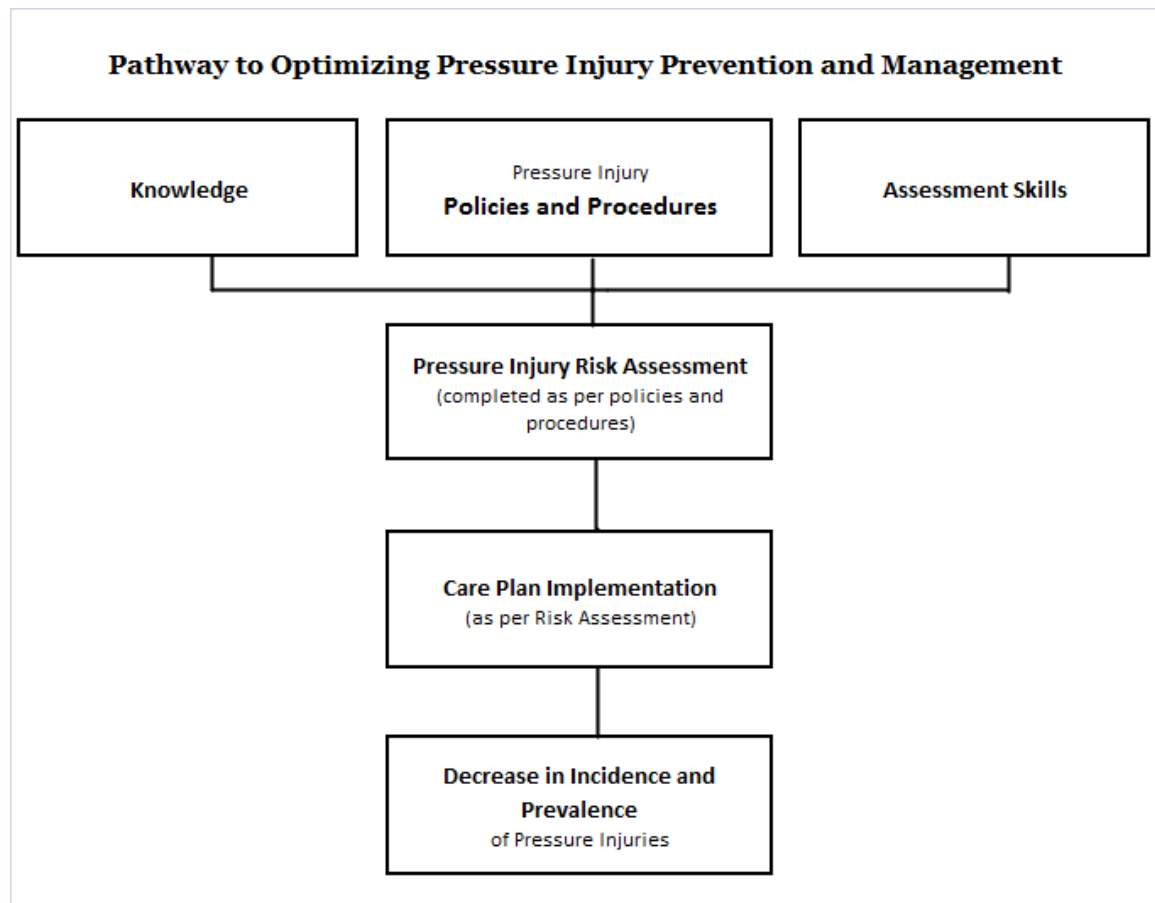 Pathway to Optimizing Pressure Injury Prevention and Management
Knowledge
Pressure Injury
Policies and Procedures
Assessment Skills
Pressure Injury Risk Assessment
(completed as per policies and
procedures)
Care Plan Implementation
(as per Risk Assessment)
Decrease in Incidence and
Prevalence
of Pressure Injuries